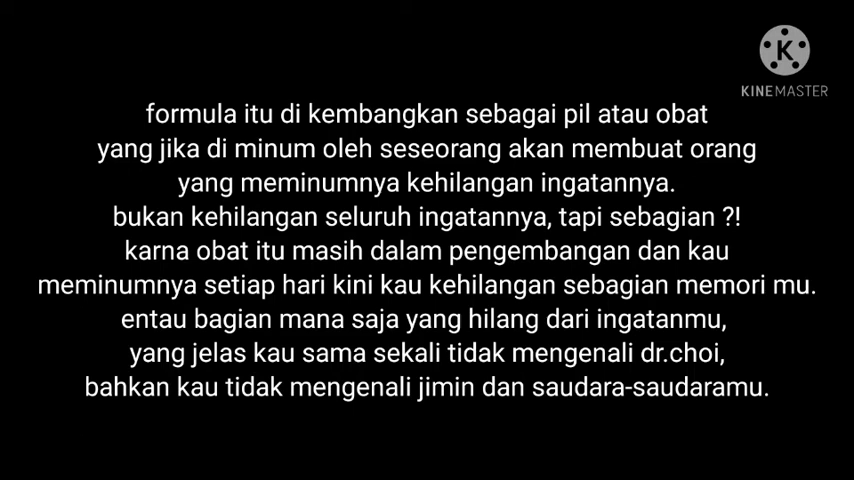 KINEMASTER
formula itu di kembangkan sebagai pil atau obat
yang jika di minum oleh seseorang akan membuat orang
yang meminumnya kehilangan ingatannya.
bukan kehilangan seluruh ingatannya, tapi sebagian ?!
karna obat itu masih dalam pengembangan dan kau
meminumnya setiap hari kini kau kehilangan sebagian memori mu.
entau bagian mana saja yang hilang dari ingatanmu,
yang jelas kau sama sekali tidak mengenali dr.choi,
bahkan kau tidak mengenali jimin dan saudara-saudaramu.